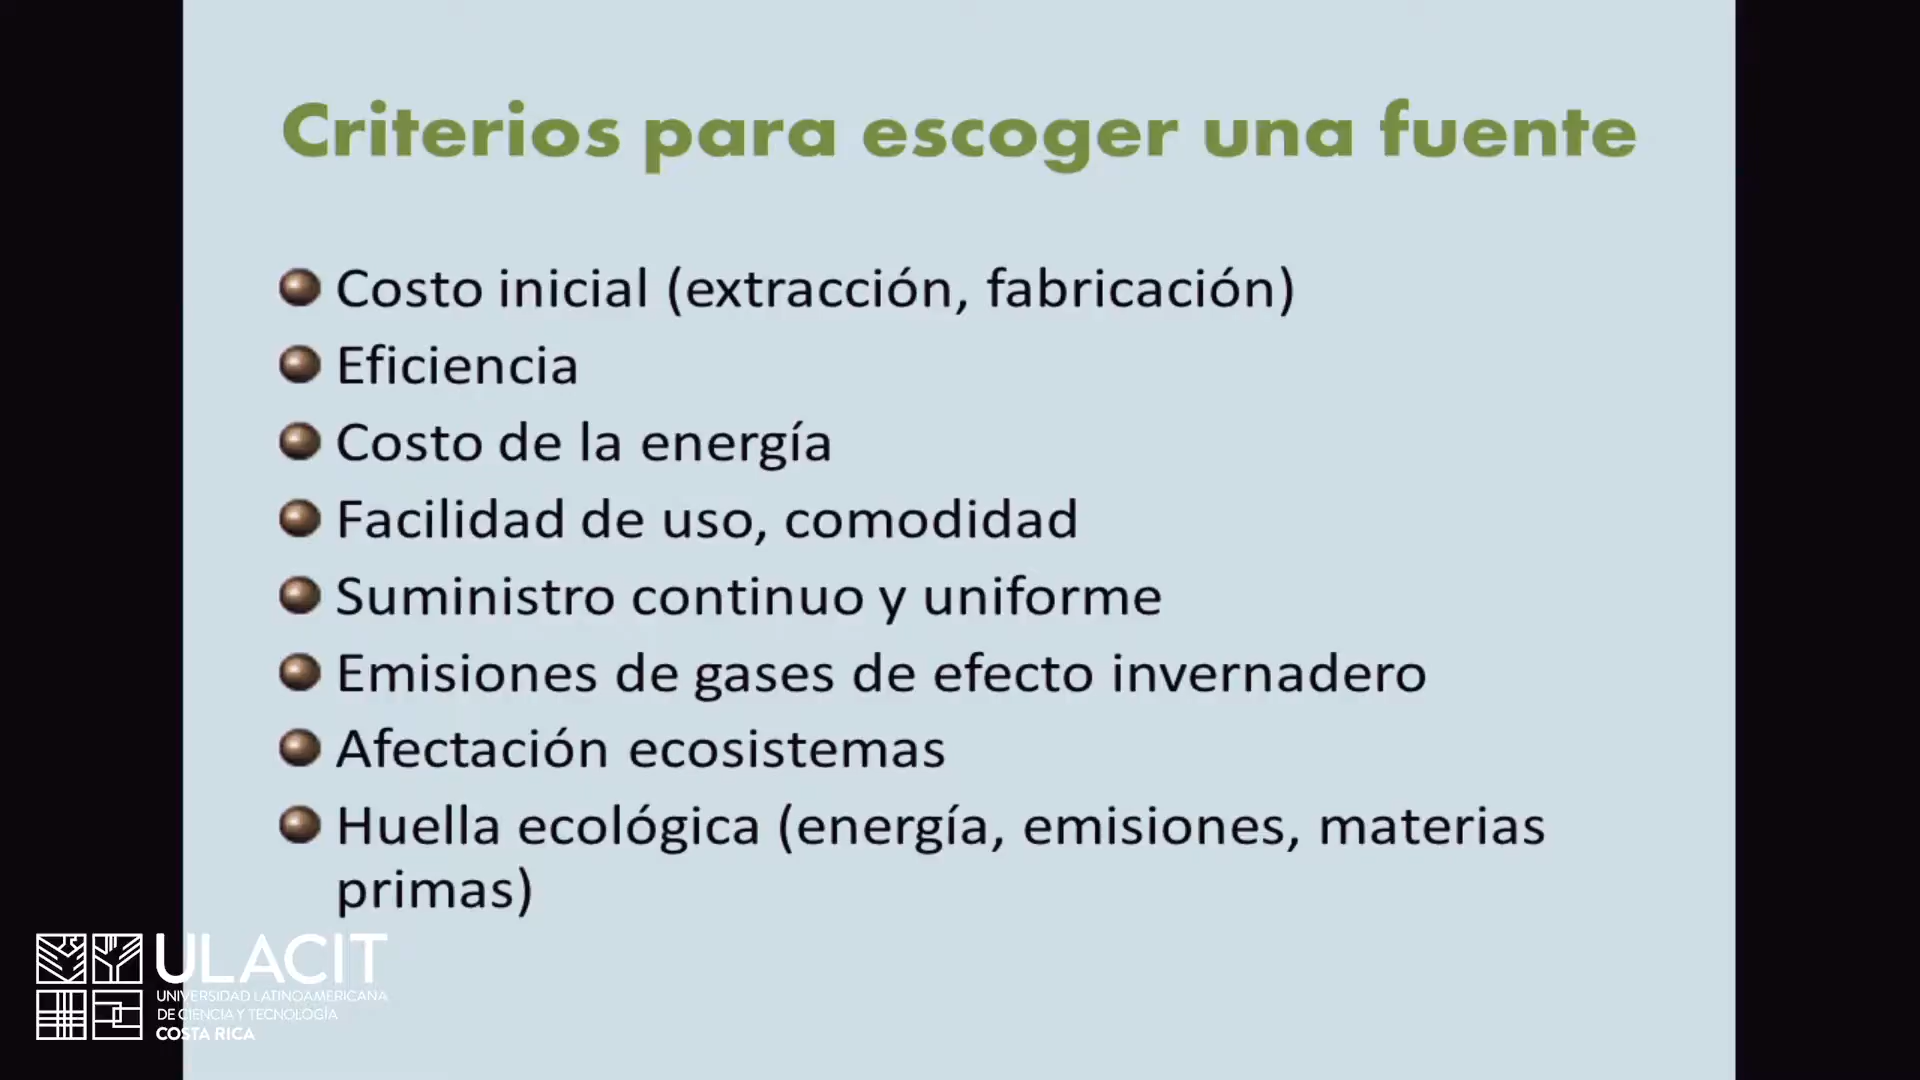 Criterios para escoger una fuente
Costo inicial (extracción, fabricación)
Eficiencia
Costo de la energía
Facilidad de uso, comodidad
Suministro continuo y uniforme
Emisiones de gases de efecto invernadero
Afectación ecosistemas
Huella ecológica (energía, emisiones, materias
primas)
ULACIT
UNIVERSIDAD LATINOAMERICANA
DE CIENCIA Y TECNOLOGÍA
COSTA RICA